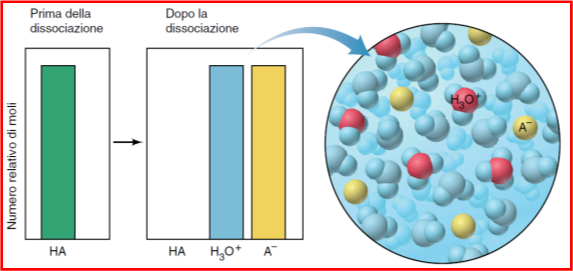 Prima della
dissociazione
Dopo la
dissociazione
Numero relativo di moli
HA
HA H₃O⁺ A⁻
H₃O⁺
A⁻